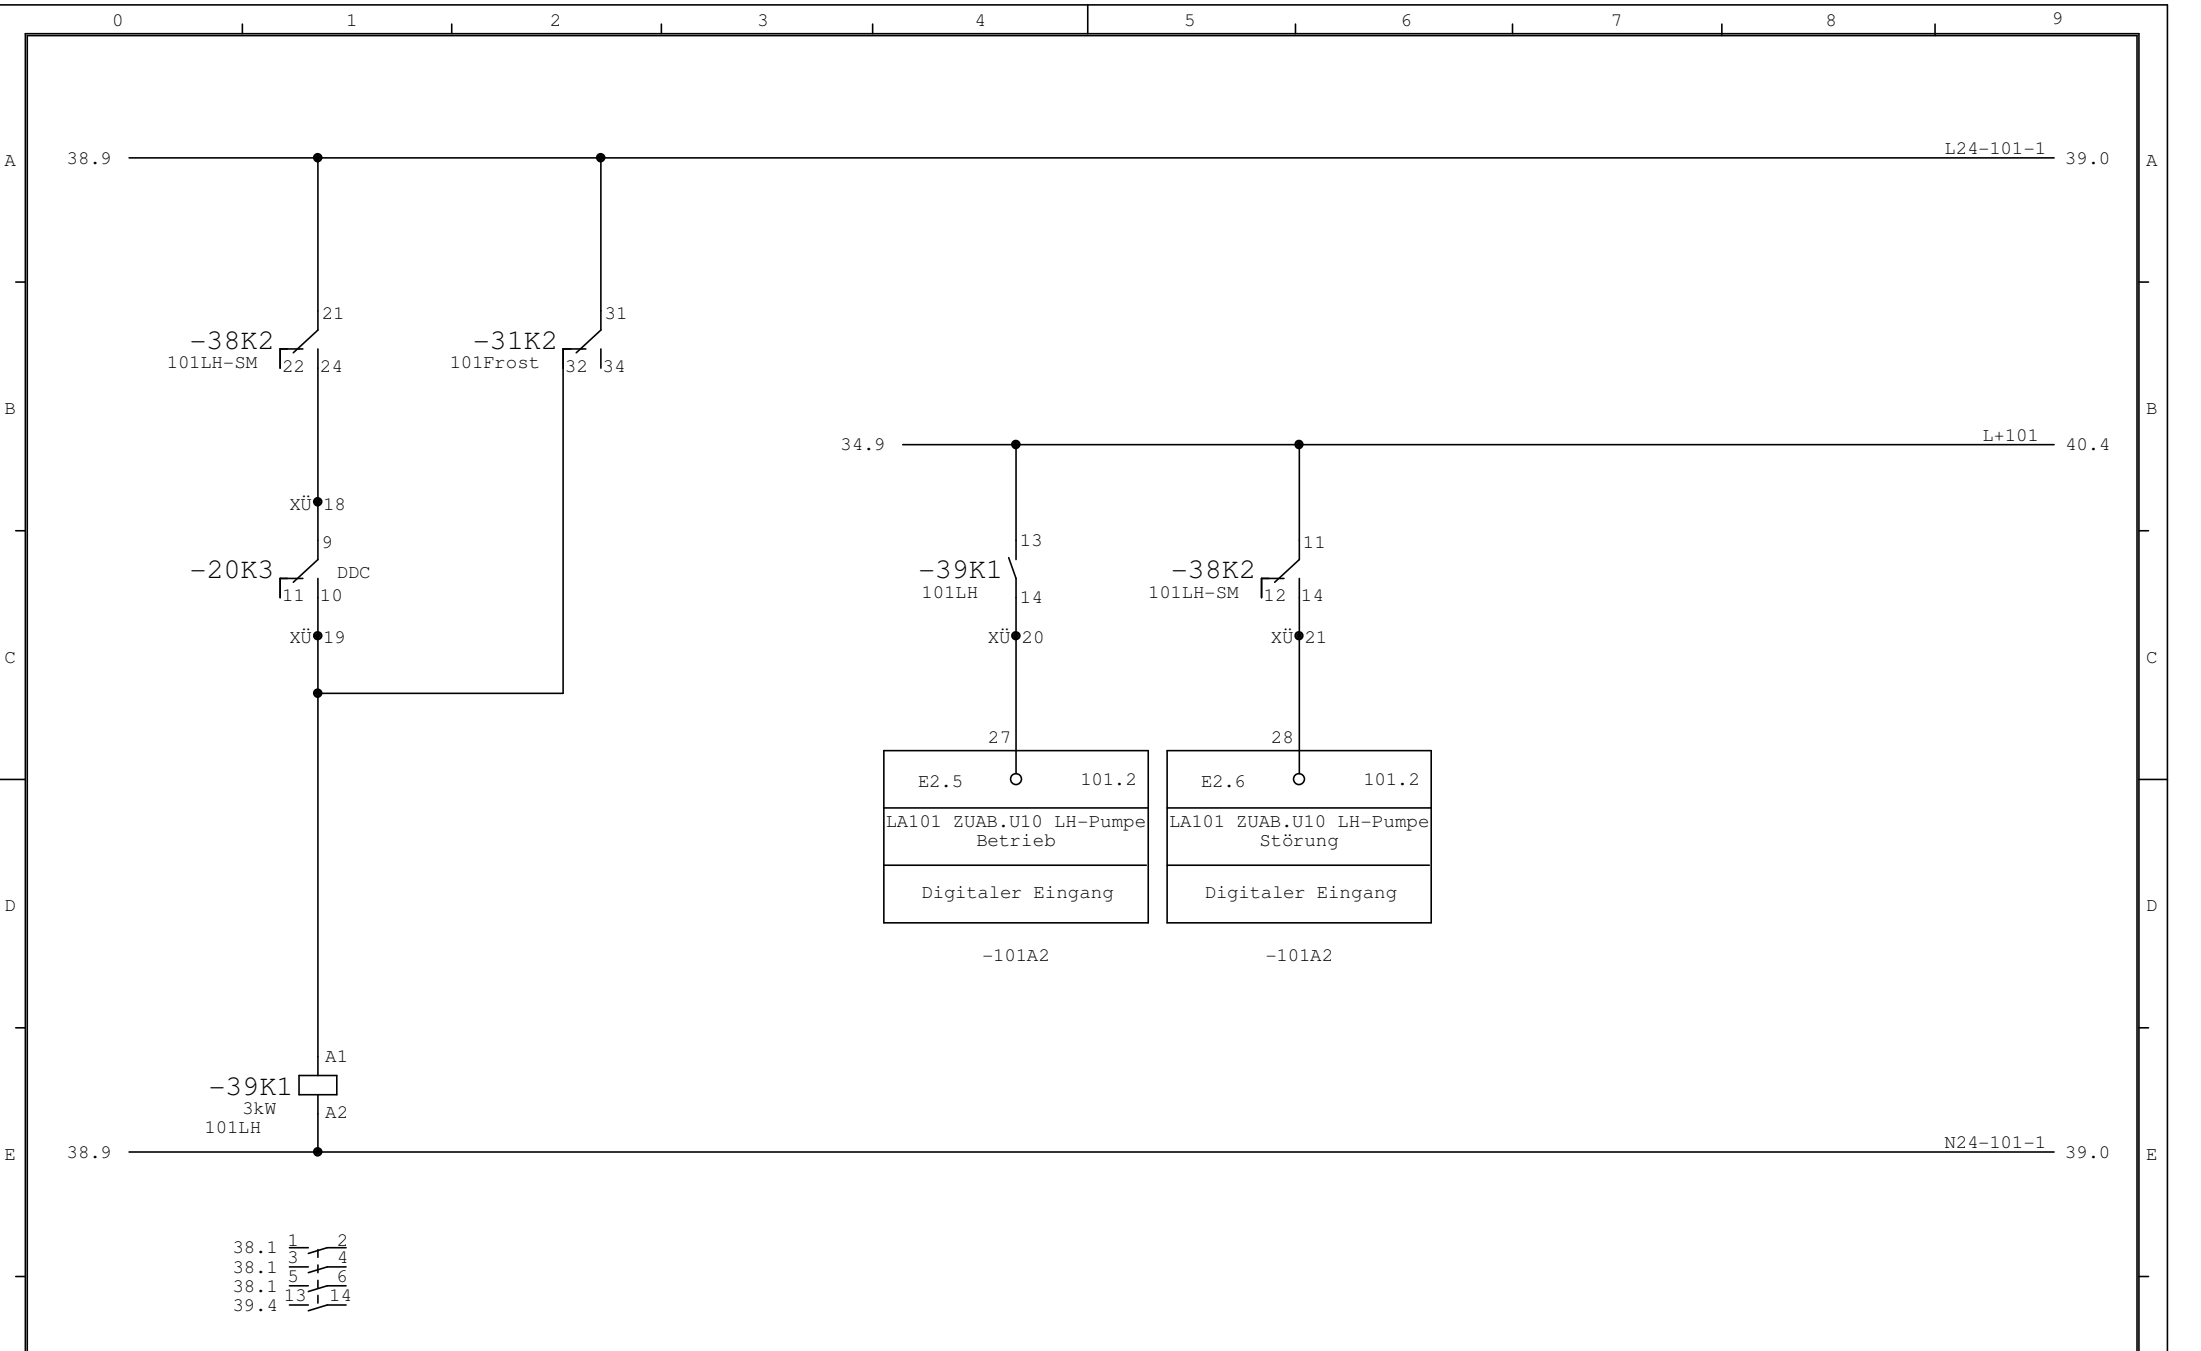 0 1 2 3 4 5 6 7 8 9
A 38.9 L24-101-1 39.0 A
21 31
-38K2 -31K2
101LH-SM 22 24 101Frost 32 34
B B
34.9 L+101 40.4
XÜ 18
9 13 11
-20K3 DDC -39K1 -38K2
11 10 101LH 14 101LH-SM 12 14
XÜ 19 XÜ 20 XÜ 21
C C
27 28
E2.5 101.2 E2.6 101.2
LA101 ZUAB.U10 LH-Pumpe LA101 ZUAB.U10 LH-Pumpe
Betrieb Störung
Digitaler Eingang Digitaler Eingang
D D
-101A2 -101A2
A1
-39K1
3kW A2
101LH
E 38.9 N24-101-1 39.0 E
38.1 1 2
38.1 3 4
38.1 5 6
39.4 13 14